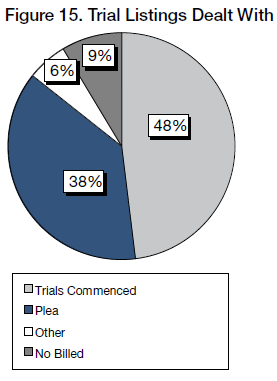 Figure 15. Trial Listings Dealt With
9%
6%
48%
38%
Trials Commenced
Plea
Other
No Billed